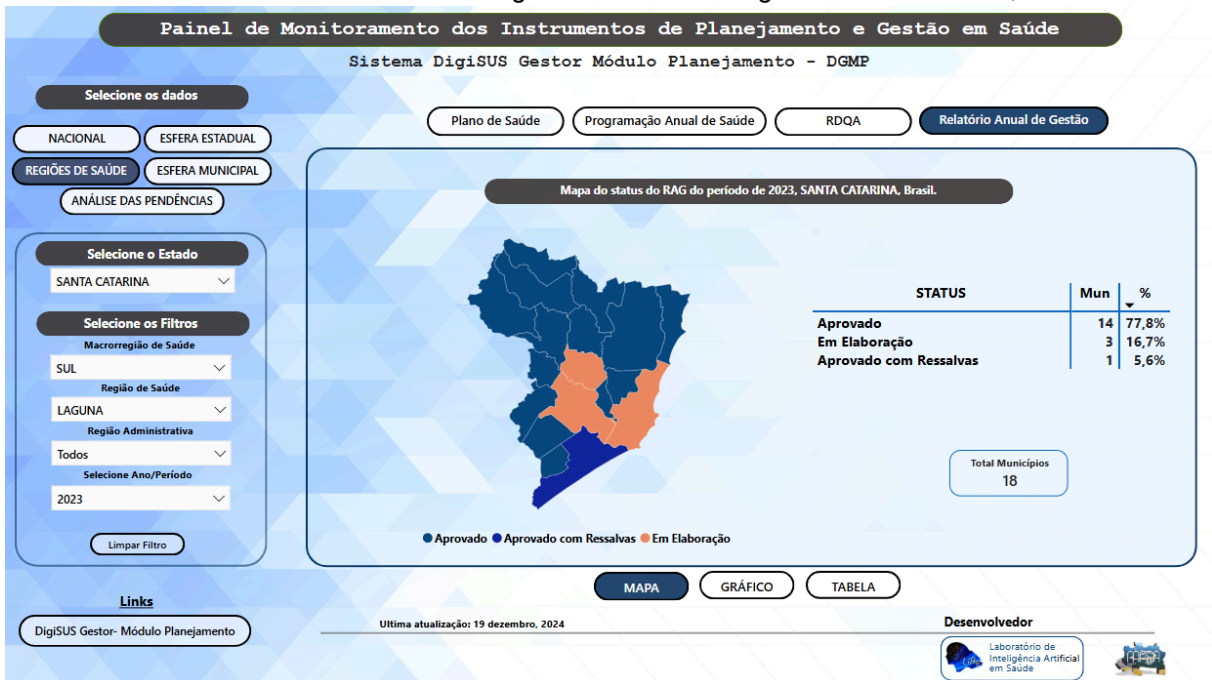 Painel de Monitoramento dos Instrumentos de Planejamento e Gestão em Saúde
Sistema DigiSUS Gestor Módulo Planejamento - DGMP
Selecione os dados
NACIONAL
ESFERA ESTADUAL
REGIÕES DE SAÚDE
ESFERA MUNICIPAL
ANÁLISE DAS PENDÊNCIAS
Plano de Saúde
Programação Anual de Saúde
RDQA
Relatório Anual de Gestão
Selecione o Estado
SANTA CATARINA
Selecione os Filtros
Macrorregião de Saúde
SUL
Região de Saúde
LAGUNA
Região Administrativa
Todos
Selecione Ano/Período
2023
Limpar Filtro
Mapa do status do RAG do período de 2023, SANTA CATARINA, Brasil.
STATUS Mun %
Aprovado 14 77,8%
Em Elaboração 3 16,7%
Aprovado com Ressalvas 1 5,6%
Total Municípios
18
Aprovado Aprovado com Ressalvas Em Elaboração
MAPA
GRÁFICO
TABELA
Links
DigiSUS Gestor- Módulo Planejamento
Ultima atualização: 19 dezembro, 2024
Desenvolvedor
Laboratório de
Inteligência Artificial
em Saúde